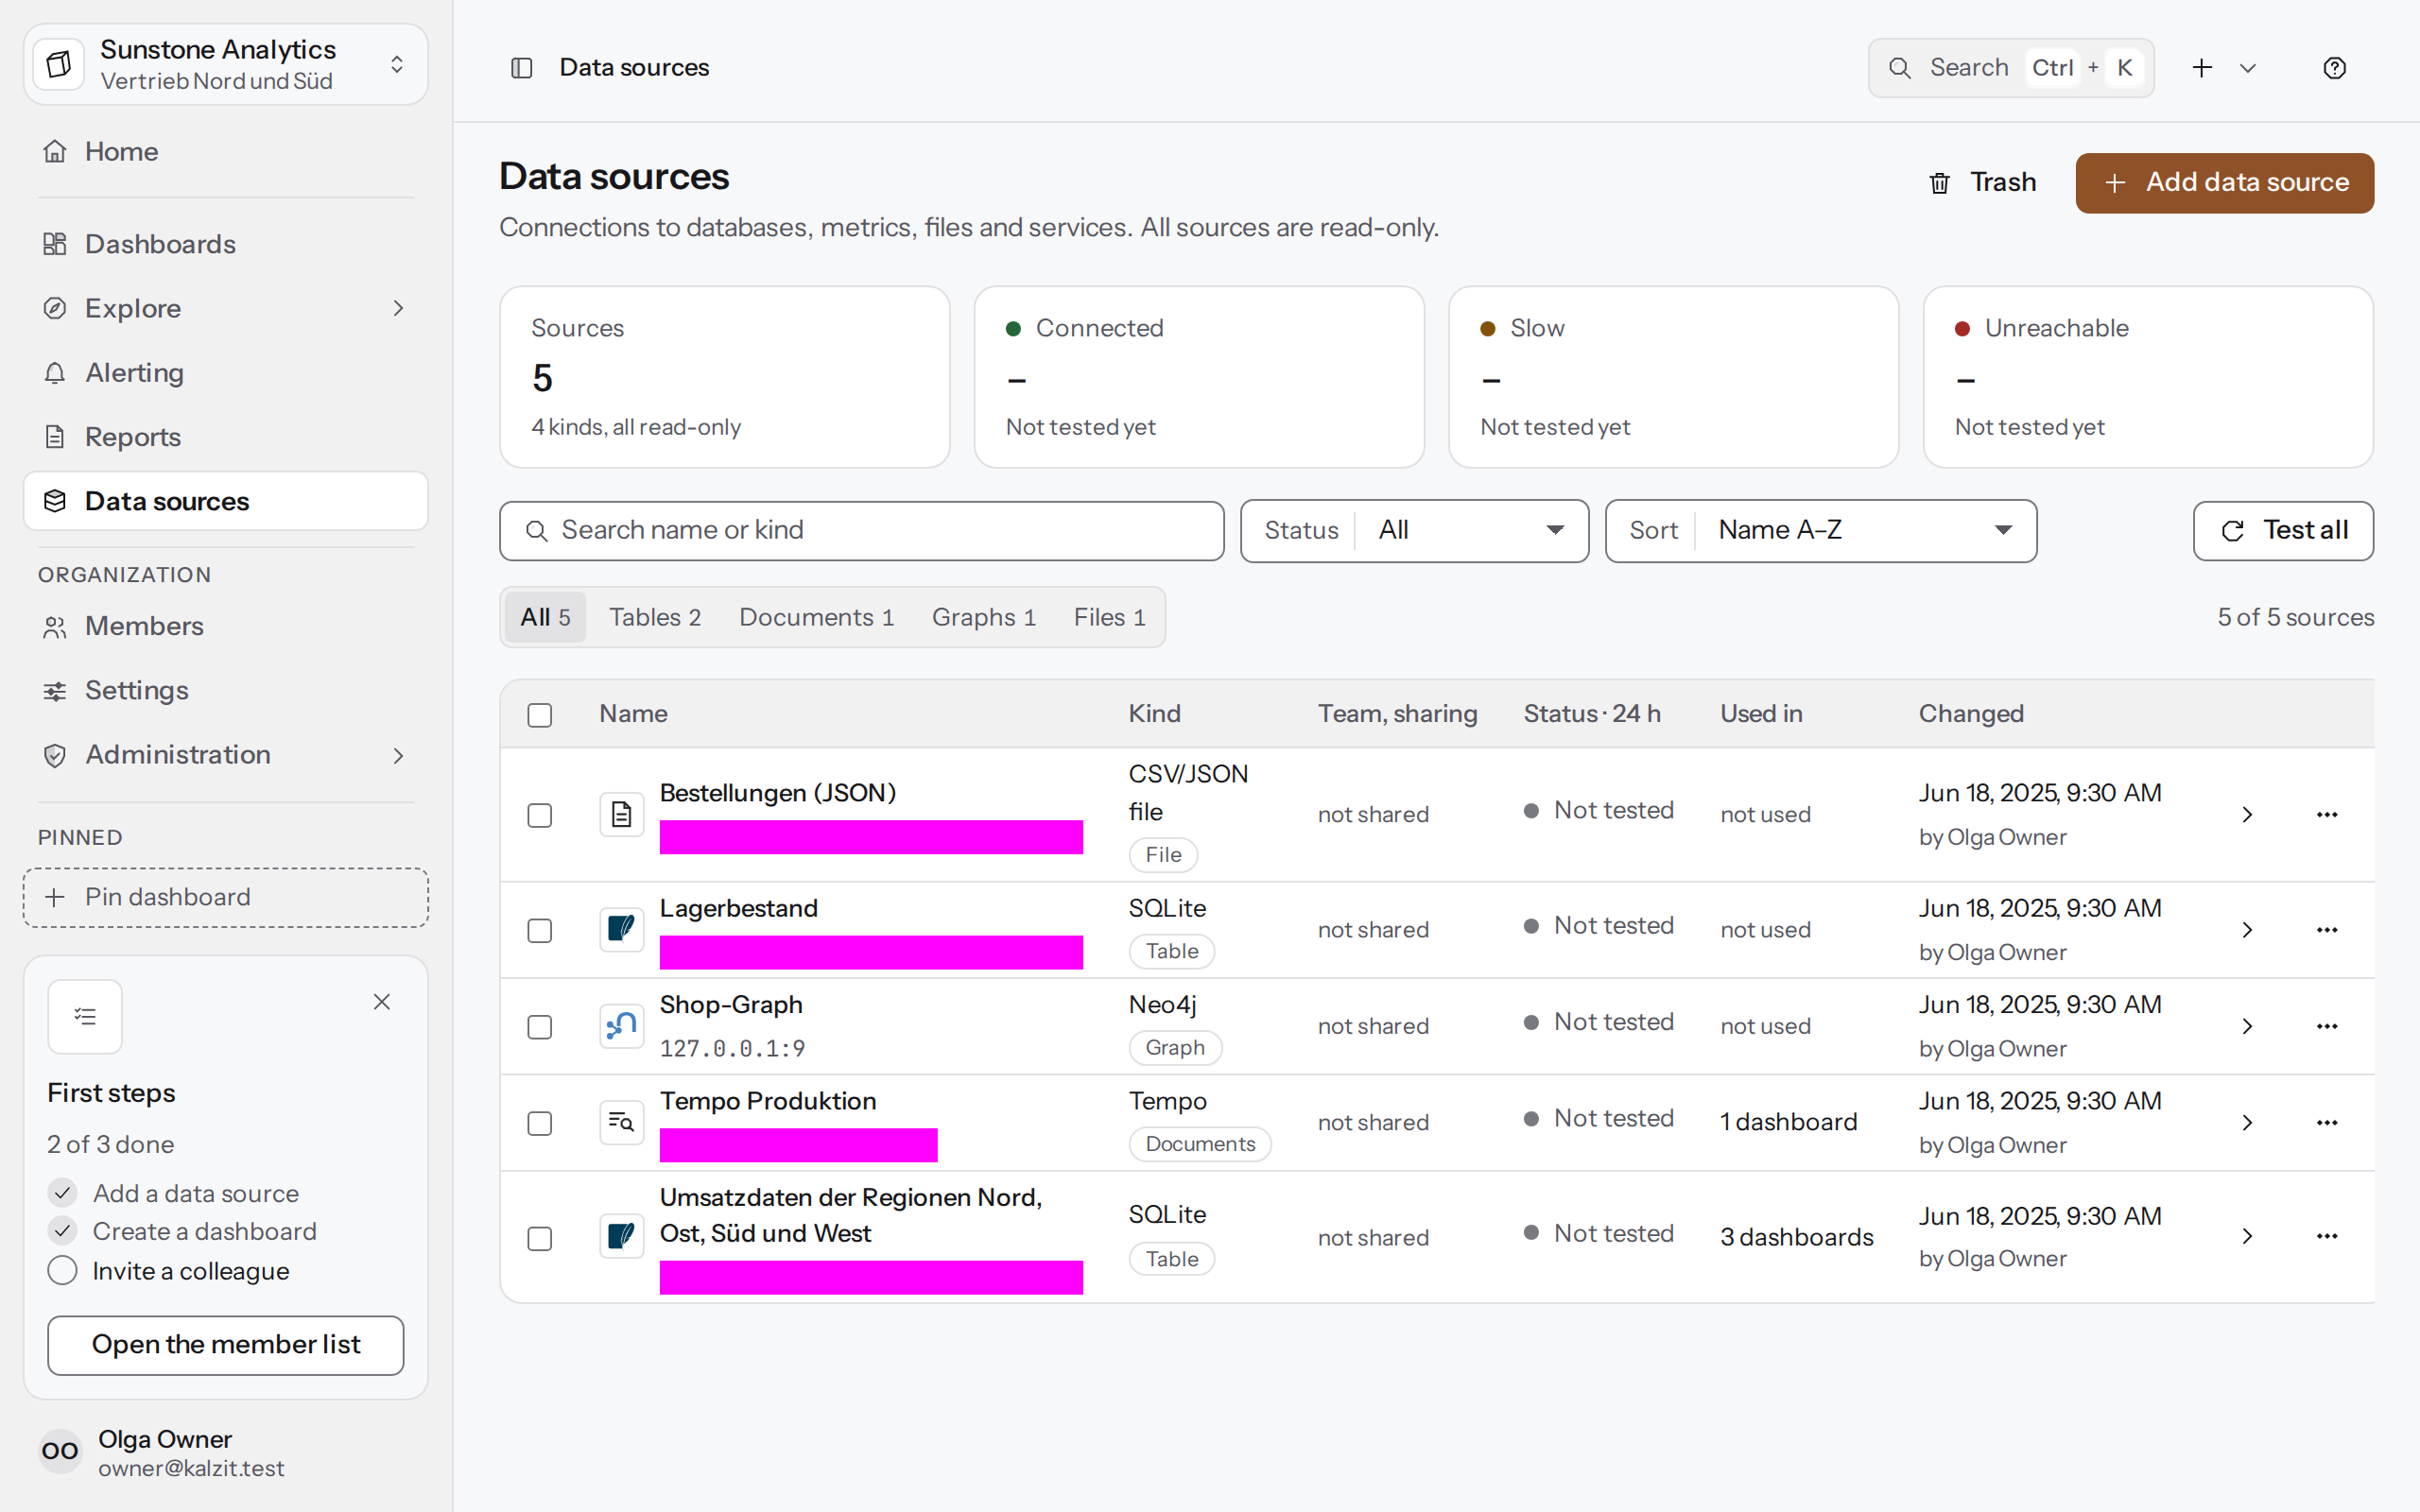 Sunstone Analytics
Vertrieb Nord und Süd
Home
Dashboards
Explore
Alerting
Reports
Data sources
ORGANIZATION
Members
Settings
Administration
PINNED
Pin dashboard
First steps
2 of 3 done
Add a data source
Create a dashboard
Invite a colleague
Open the member list
OO
Olga Owner
owner@kalzit.test
Data sources
Search Ctrl + K
Data sources
Connections to databases, metrics, files and services. All sources are read-only.
Trash
Add data source
Sources
5
4 kinds, all read-only
Connected
–
Not tested yet
Slow
–
Not tested yet
Unreachable
–
Not tested yet
Search name or kind
Status All
Sort Name A–Z
Test all
All 5 Tables 2 Documents 1 Graphs 1 Files 1
5 of 5 sources
Name Kind Team, sharing Status · 24 h Used in Changed
Bestellungen (JSON)
CSV/JSON
file
File
not shared
Not tested
not used
Jun 18, 2025, 9:30 AM
by Olga Owner
Lagerbestand
SQLite
Table
not shared
Not tested
not used
Jun 18, 2025, 9:30 AM
by Olga Owner
Shop-Graph
127.0.0.1:9
Neo4j
Graph
not shared
Not tested
not used
Jun 18, 2025, 9:30 AM
by Olga Owner
Tempo Produktion
Tempo
Documents
not shared
Not tested
1 dashboard
Jun 18, 2025, 9:30 AM
by Olga Owner
Umsatzdaten der Regionen Nord,
Ost, Süd und West
SQLite
Table
not shared
Not tested
3 dashboards
Jun 18, 2025, 9:30 AM
by Olga Owner